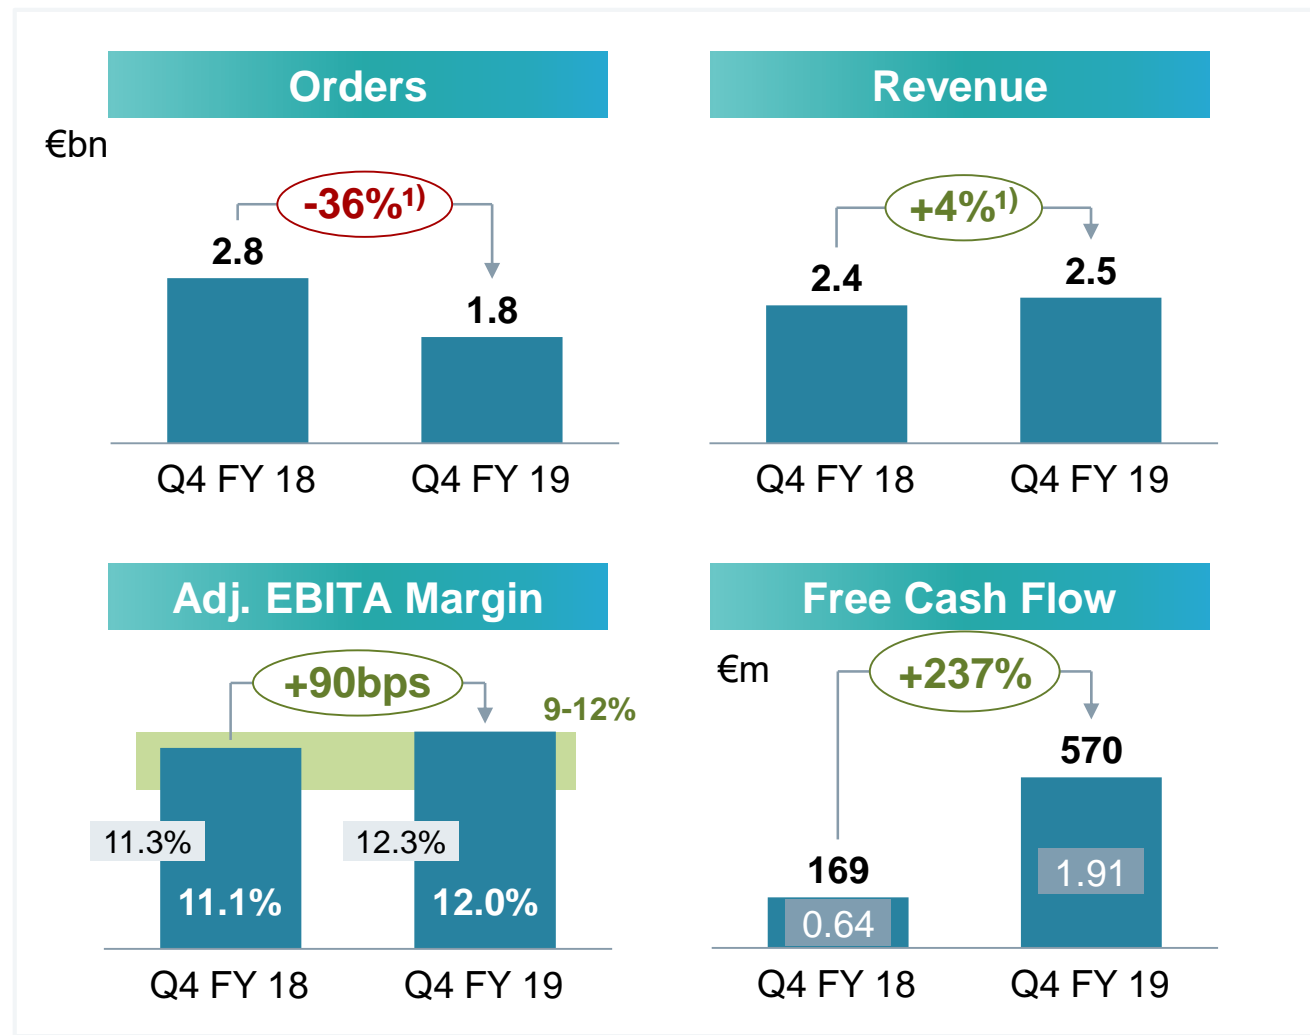 Orders
€bn
-36%¹⁾
2.8
1.8
Q4 FY 18
Q4 FY 19
Revenue
+4%¹⁾
2.4
2.5
Q4 FY 18
Q4 FY 19
Adj. EBITA Margin
+90bps
9-12%
11.3%
12.3%
11.1%
12.0%
Q4 FY 18
Q4 FY 19
Free Cash Flow
€m
+237%
570
169
1.91
0.64
Q4 FY 18
Q4 FY 19